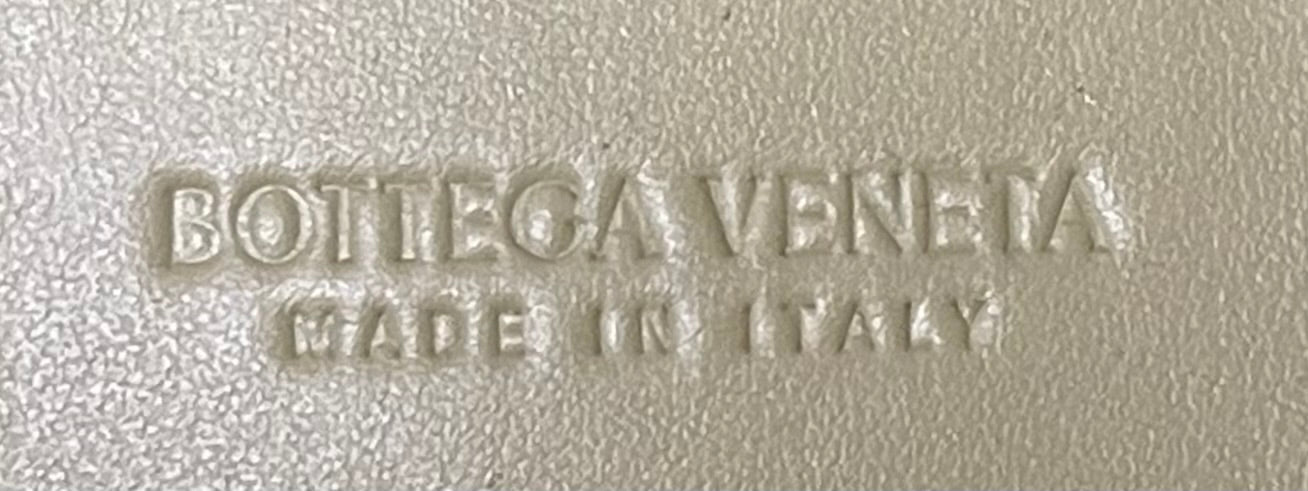 BOTTEGA VENETA
MADE IN ITALY